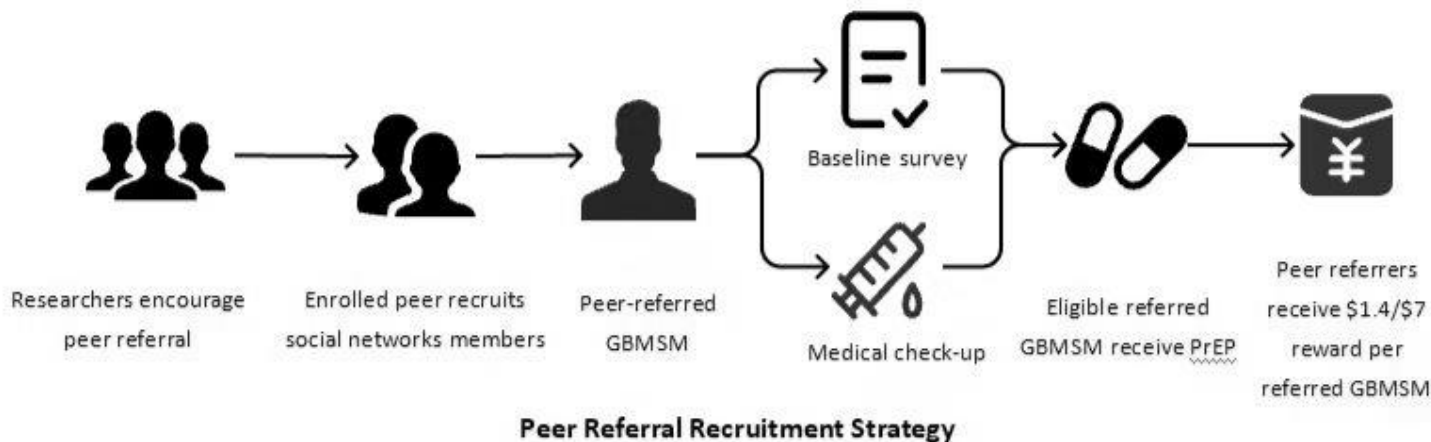 Researchers encourage
peer referral
Enrolled peer recruits
social networks members
Peer-referred
GBMSM
Baseline survey
Medical check-up
Eligible referred
GBMSM receive PrEP
¥
Peer referrers
receive $1.4/$7
reward per
referred GBMSM
Peer Referral Recruitment Strategy